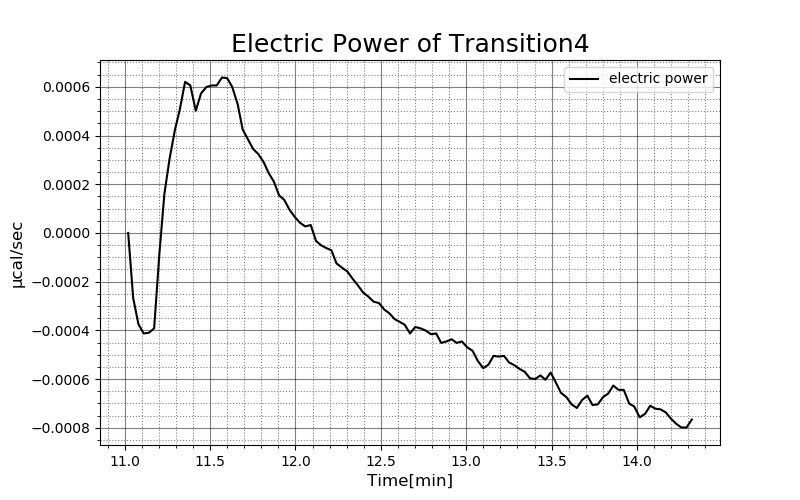 Electric Power of Transition4
electric power
0.0006
0.0004
0.0002
0.0000
−0.0002
−0.0004
−0.0006
−0.0008
μcal/sec
11.0 11.5 12.0 12.5 13.0 13.5 14.0
Time[min]